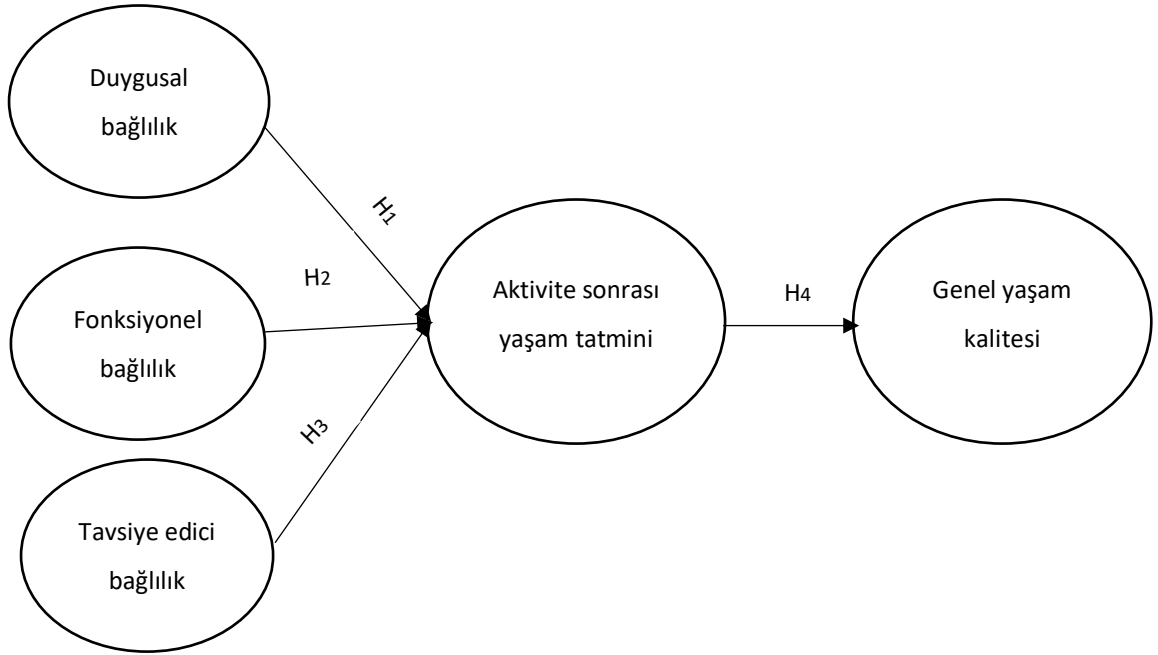 Duygusal
bağlılık
H1
H2
Fonksiyonel
bağlılık
H3
Tavsiye edici
bağlılık
Aktivite sonrası
yaşam tatmini
H4
Genel yaşam
kalitesi